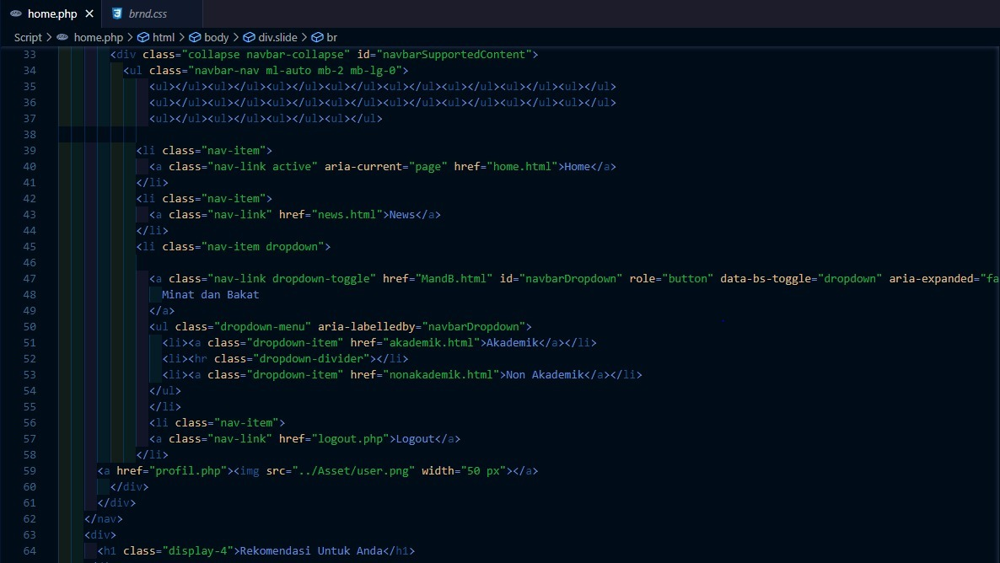 home.php brnd.css
Script home.php html body div.slide br
33 <div class="collapse navbar-collapse" id="navbarSupportedContent">
34 <ul class="navbar-nav ml-auto mb-2 mb-lg-0">
35 <ul></ul><ul></ul><ul></ul><ul></ul><ul></ul><ul></ul><ul></ul><ul></ul>
36 <ul></ul><ul></ul><ul></ul><ul></ul><ul></ul><ul></ul><ul></ul><ul></ul>
37 <ul></ul><ul></ul><ul></ul><ul></ul>
38
39 <li class="nav-item">
40 <a class="nav-link active" aria-current="page" href="home.html">Home</a>
41 </li>
42 <li class="nav-item">
43 <a class="nav-link" href="news.html">News</a>
44 </li>
45 <li class="nav-item dropdown">
46
47 <a class="nav-link dropdown-toggle" href="MandB.html" id="navbarDropdown" role="button" data-bs-toggle="dropdown" aria-expanded="fa
48 Minat dan Bakat
49 </a>
50 <ul class="dropdown-menu" aria-labelledby="navbarDropdown">
51 <li><a class="dropdown-item" href="akademik.html">Akademik</a></li>
52 <li><hr class="dropdown-divider"></li>
53 <li><a class="dropdown-item" href="nonakademik.html">Non Akademik</a></li>
54 </ul>
55 </li>
56 <li class="nav-item">
57 <a class="nav-link" href="logout.php">Logout</a>
58 </li>
59 <a href="profil.php"><img src="../Asset/user.png" width="50 px"></a>
60 </div>
61 </div>
62 </nav>
63 <div>
64 <h1 class="display-4">Rekomendasi Untuk Anda</h1>